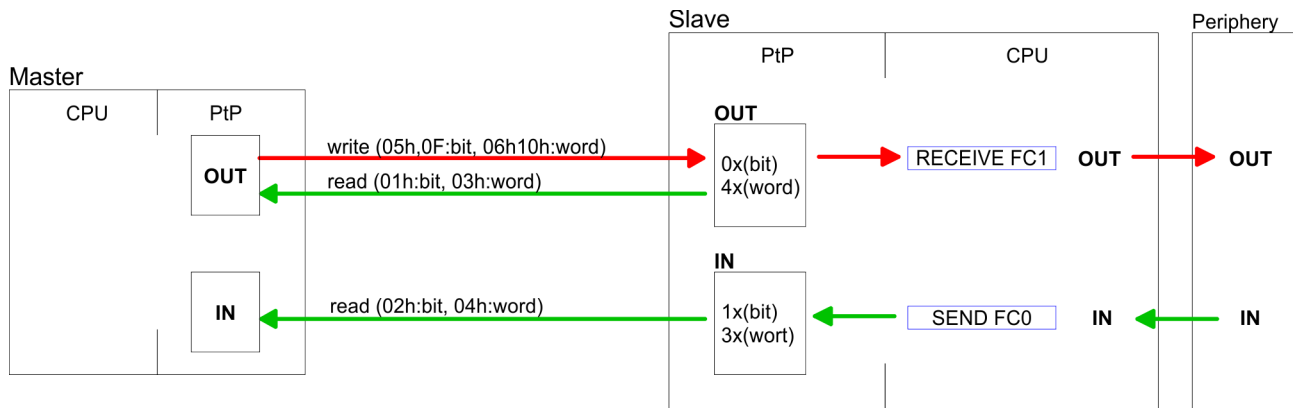 Slave
Periphery
PtP
CPU
Master
CPU
PtP
OUT
write (05h,0F:bit, 06h10h:word)
OUT
read (01h:bit, 03h:word)
0x(bit)
4x(word)
RECEIVE FC1
OUT
OUT
IN
IN
read (02h:bit, 04h:word)
1x(bit)
3x(wort)
SEND FC0
IN
IN